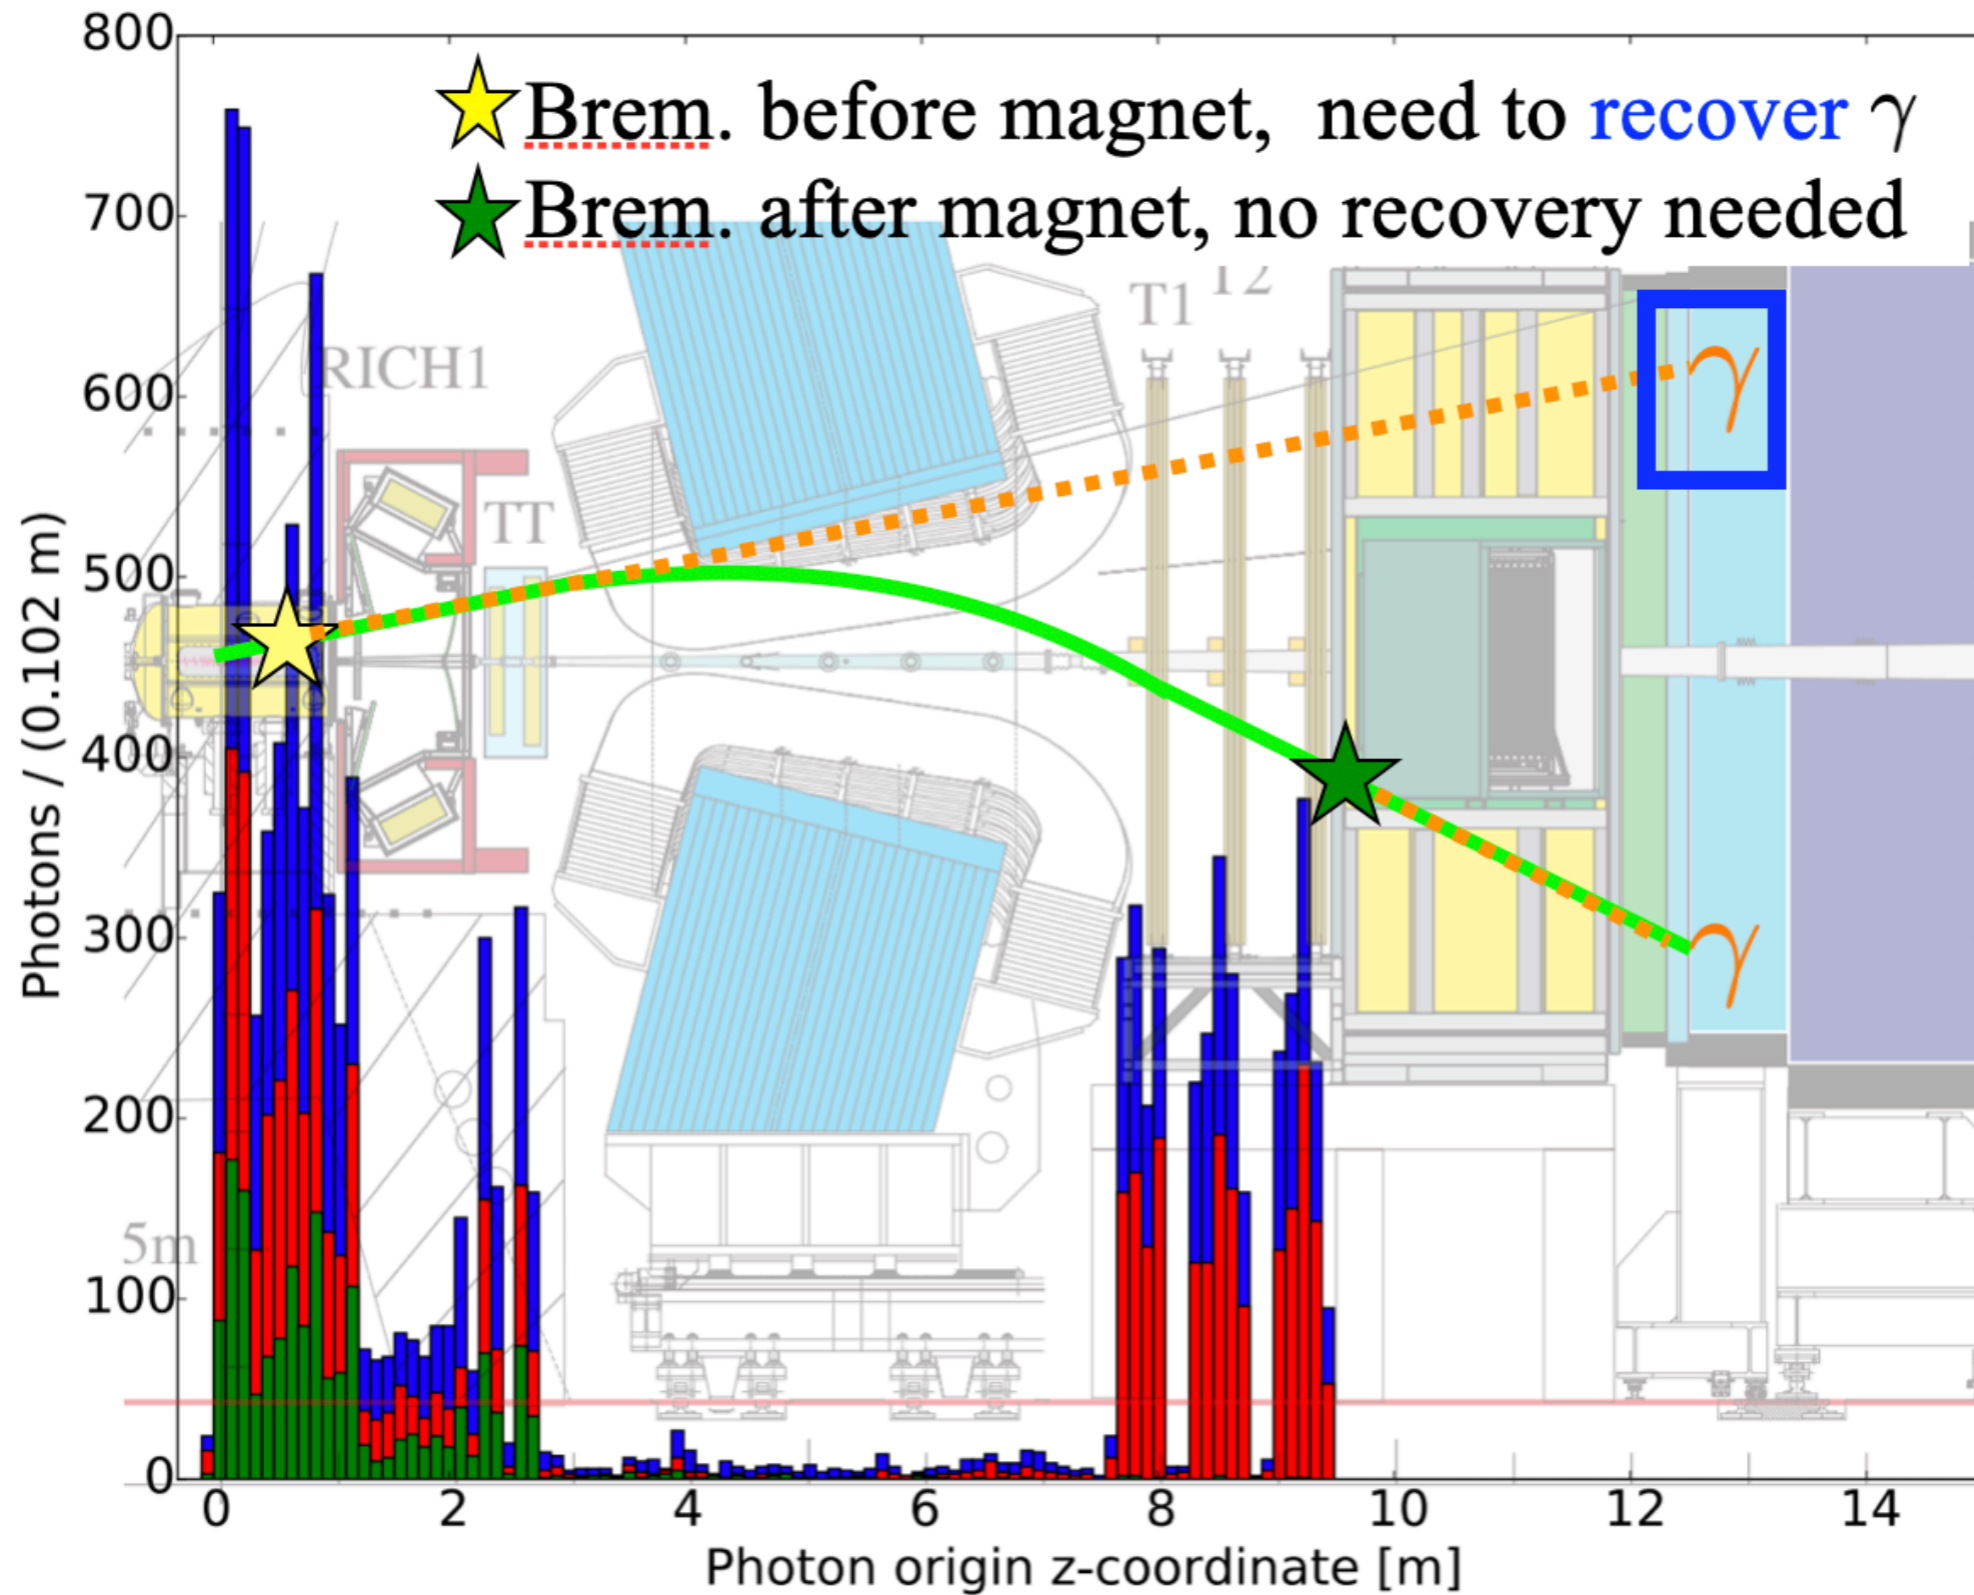 800
Brem. before magnet, need to recover γ
700
Brem. after magnet, no recovery needed
T1 T2
RICH1
600
γ
TT
500
Photons / (0.102 m)
400
300
γ
200
5m
100
0
0 2 4 6 8 10 12 14
Photon origin z-coordinate [m]